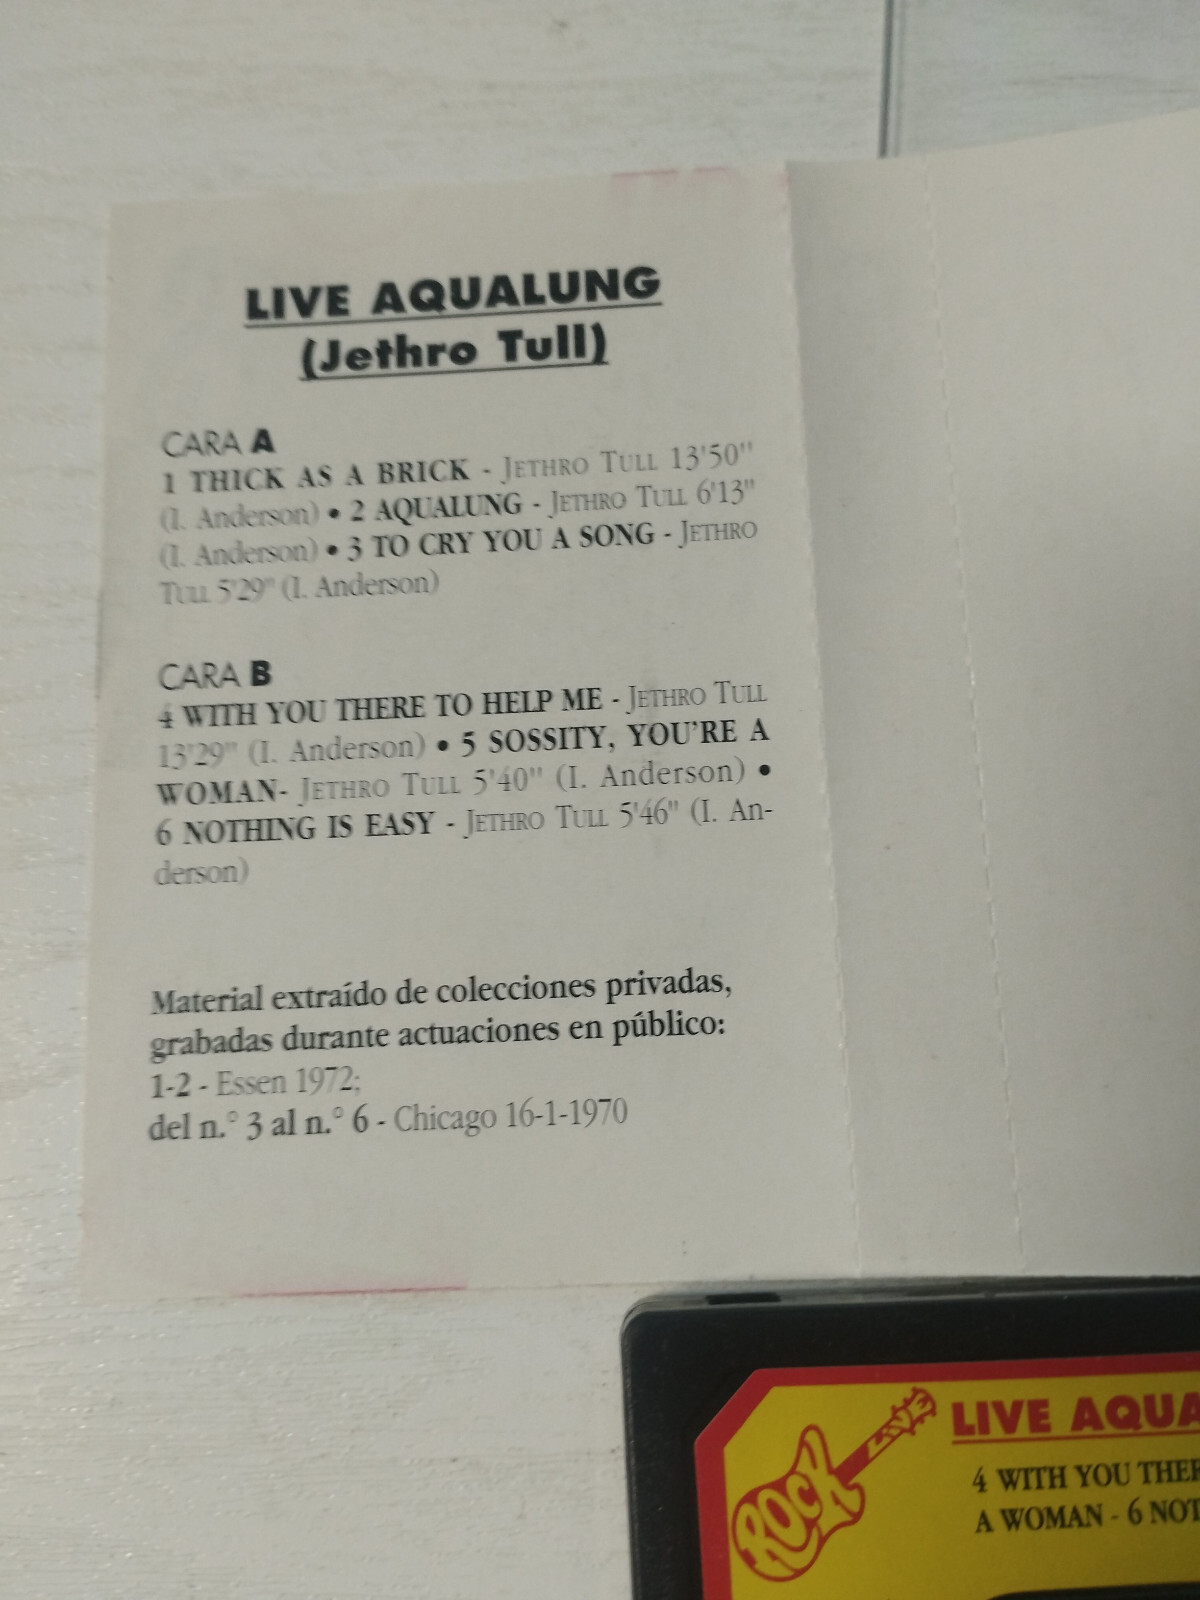 LIVE AQUALUNG
(Jethro Tull)
CARA A
1 THICK AS A BRICK - JETHRO TULL 13'50"
(I. Anderson) • 2 AQUALUNG - JETHRO TULL 6'13"
(I. Anderson) • 3 TO CRY YOU A SONG - JETHRO
TULL 5'29" (I. Anderson)
CARA B
4 WITH YOU THERE TO HELP ME - JETHRO TULL
13'29" (I. Anderson) • 5 SOSSITY, YOU'RE A
WOMAN- JETHRO TULL 5'40" (I. Anderson) •
6 NOTHING IS EASY - JETHRO TULL 5'46" (I. An-
derson)
Material extraído de colecciones privadas,
grabadas durante actuaciones en público:
1-2 - Essen 1972;
del n.° 3 al n.° 6 - Chicago 16-1-1970
LIVE
ROCK
LIVE AQUA
4 WITH YOU THER
A WOMAN - 6 NOT